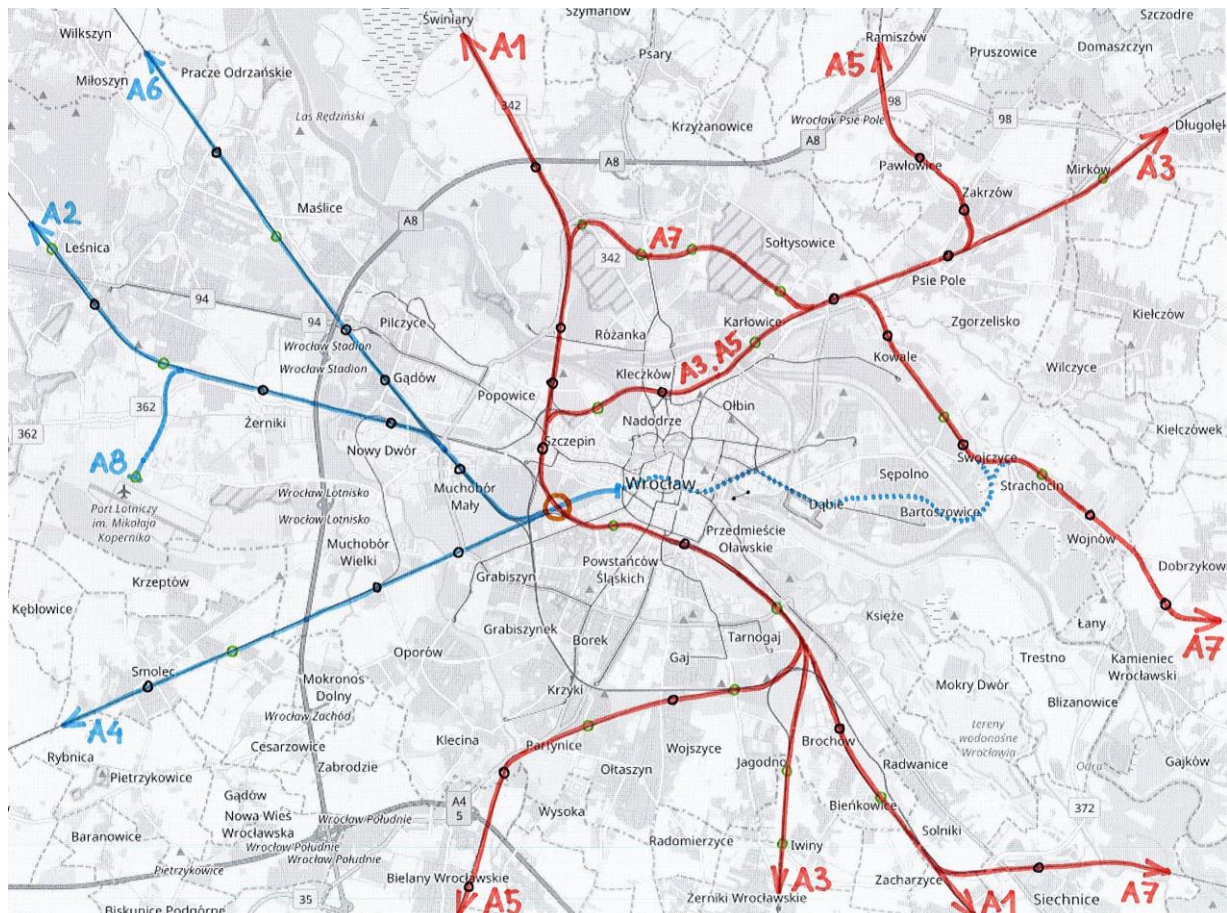 Świniary
Szymanów
Szczodre
Wilkszyn
A1
Ramiszów
Pruszowice
Domaszczyn
Psary
A5
Miłoszyn
Pracze Odrzańskie
A6
342
98
Las Rędziński
Krzyżanowice
Wrocław Psie Pole
98
Długołęk
A8
A8
Pawłowice
Mirków
A3
Zakrzów
Maślice
A8
A2
A7
Sołtysowice
Leśnica
342
Psie Pole
94
94
Pilczyce
Karłowice
Zgorzelisko
Kiełczów
Różanka
Wrocław Stadion
Kowale
Wrocław Stadion
Kleczków
A3, A5
Wilczyce
Gądów
Popowice
362
Ołbin
Żerniki
Nadodrze
362
Kiełczówek
Szczepin
Nowy Dwór
Swojczyce
A8
Sępolno
Strachocin
Muchobór
Mały
Wrocław
Wrocław Lotnisko
Port Lotniczy
im. Mikołaja
Kopernika
Dąbie
Bartoszowice
Wrocław Lotnisko
Przedmieście
Oławskie
Wojnów
Muchobór
Wielki
Powstańców
Śląskich
Grabiszyn
Dobrzykow
Krzeptów
Kębłowice
Księże
Łany
A7
Grabiszynek
Borek
Tarnogaj
Oporów
Gaj
Trestno
Kamieniec
Wrocławski
Smolec
Mokronos
Dolny
Mokry Dwór
Krzyki
Blizanowice
Wrocław Zachód
A4
tereny
wodonośne
Wrocławia
Klecina
Partynice
Brochów
Cesarzowice
Wojszyce
Rybnica
Jagodno
Radwanice
Odra
Gajków
Zabrodzie
Ołtaszyn
Pietrzykowice
Gądów
A4
5
Bieńkowice
372
Nowa Wieś
Wrocławska
Wrocław Południe
Wysoka
Baranowice
Solniki
Wrocław Południe
Radomierzyce
Iwiny
Wrocław Południe
Pietrzykowice
Bielany Wrocławskie
A3
Zacharzyce
A7
35
A5
Żerniki Wrocławskie
A1
Siechnice
Biskupice Podgórne